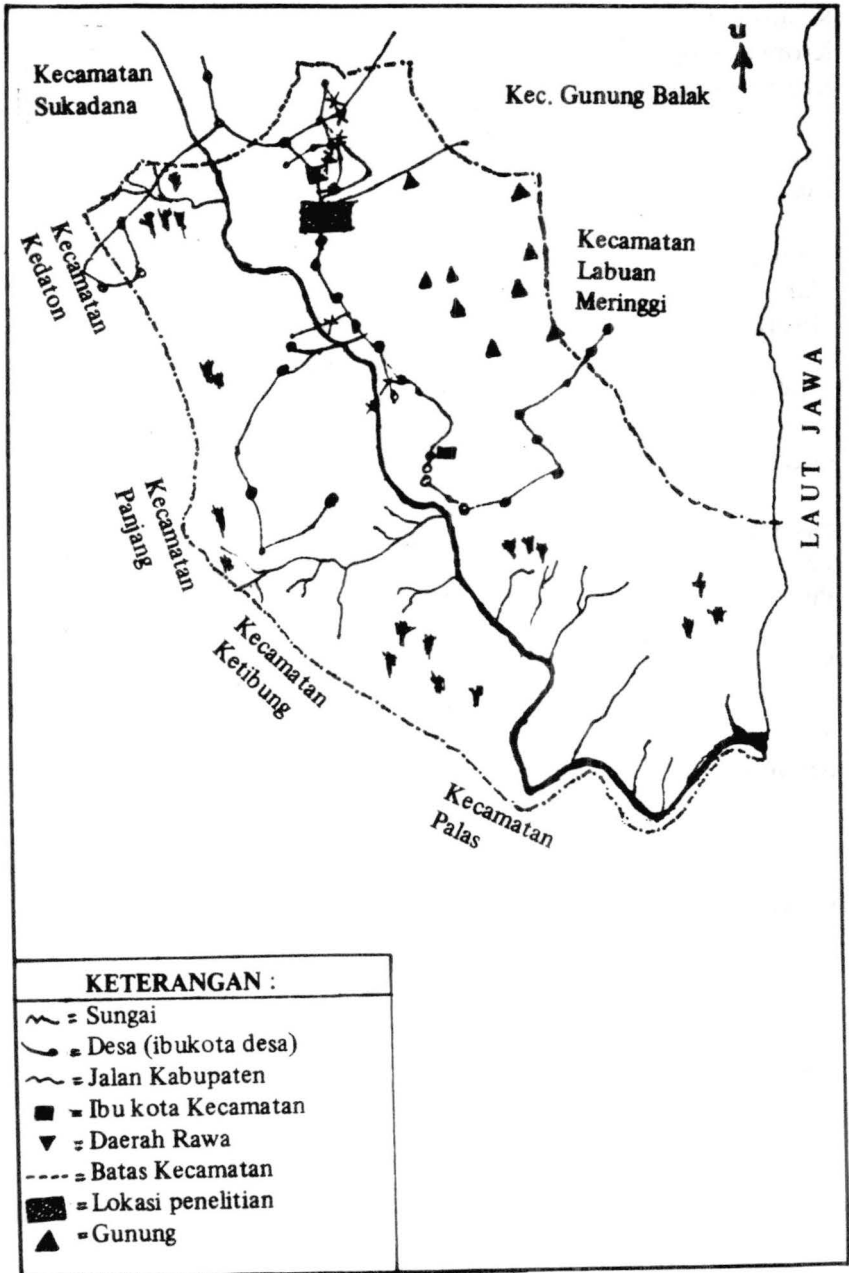 u
Kecamatan
Sukadana
Kec. Gunung Balak
Kecamatan
Kedaton
Kecamatan
Labuan
Meringgi
LAUT JAWA
Kecamatan
Panjang
Kecamatan
Ketibung
Kecamatan
Palas
KETERANGAN :
= Sungai
= Desa (ibukota desa)
= Jalan Kabupaten
= Ibu kota Kecamatan
= Daerah Rawa
= Batas Kecamatan
= Lokasi penelitian
= Gunung